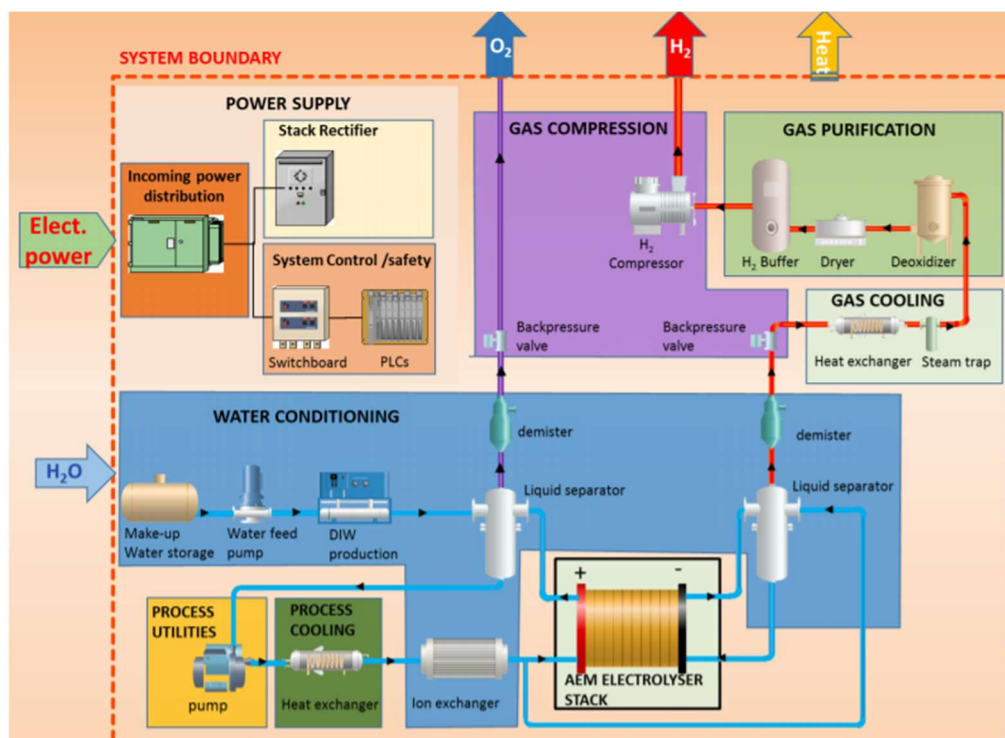 O2
H2
Heat
SYSTEM BOUNDARY
POWER SUPPLY
Stack Rectifier
Incoming power
distribution
Elect.
power
System Control /safety
Switchboard
PLCs
GAS COMPRESSION
H2
Compressor
GAS PURIFICATION
H2 Buffer
Dryer
Deoxidizer
GAS COOLING
Heat exchanger
Steam trap
Backpressure
valve
Backpressure
valve
WATER CONDITIONING
demister
demister
H2O
Liquid separator
Liquid separator
Make-up
Water storage
Water feed
pump
DIW
production
+
-
AEM ELECTROLYSER
STACK
PROCESS
UTILITIES
pump
PROCESS
COOLING
Heat exchanger
Ion exchanger